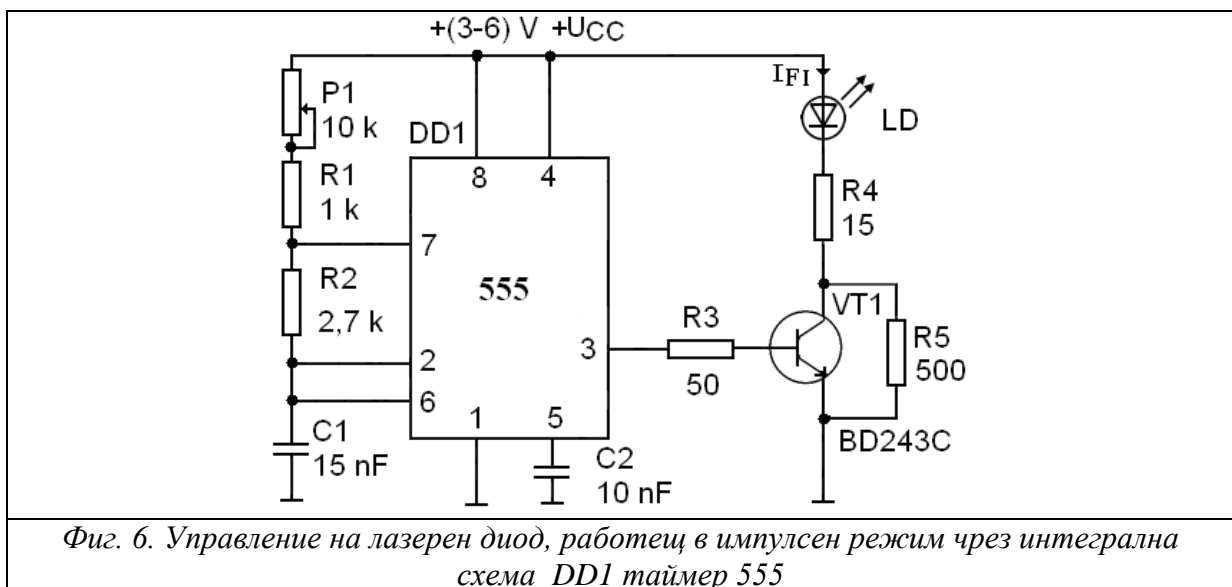 +(3-6) V +UCC
IFI
P1
10 k
DD1
LD
8 4
R1
1 k
R4
15
7
R2
2,7 k
555
VT1
R3
R5
500
3
2
50
6
1 5
BD243C
C1
15 nF
C2
10 nF
Фиг. 6. Управление на лазерен диод, работещ в импулсен режим чрез интегрална
схема DD1 таймер 555